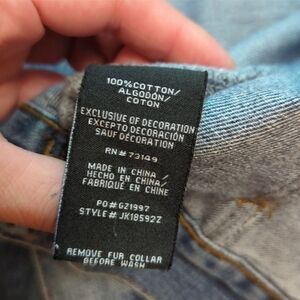 100%COTTON/
ALGODÓN/
COTON
EXCLUSIVE OF DECORATION
EXCEPTO DECORACIÓN
SAUF DÉCORATION
RN# 73149
MADE IN CHINA/
HECHO EN CHINA/
FABRIQUÉ EN CHINE
PO#G21997
STYLE# JK18592Z
REMOVE FUR COLLAR
BEFORE WASH